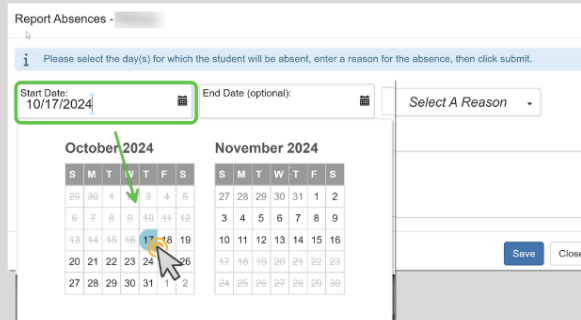 Report Absences -
i Please select the day(s) for which the student will be absent, enter a reason for the absence, then click submit.
Start Date:
10/17/2024
End Date (optional):
Select A Reason
October 2024
S M T W T F S
29 30 1 2 3 4 5
6 7 8 9 10 11 12
13 14 15 16 17 18 19
20 21 22 23 24 26
27 28 29 30 31 1 2
November 2024
S M T W T F S
27 28 29 30 31 1 2
3 4 5 6 7 8 9
10 11 12 13 14 15 16
17 18 19 20 21 22 23
24 25 26 27 28 29 30
Save
Close